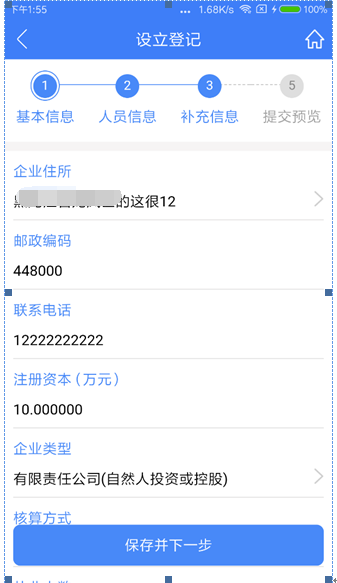 下午1:55
... 1.68K/s 100%
设立登记
1 2 3 5
基本信息 人员信息 补充信息 提交预览
企业住所
的这很12
邮政编码
448000
联系电话
12222222222
注册资本（万元）
10.000000
企业类型
有限责任公司(自然人投资或控股)
核算方式
保存并下一步